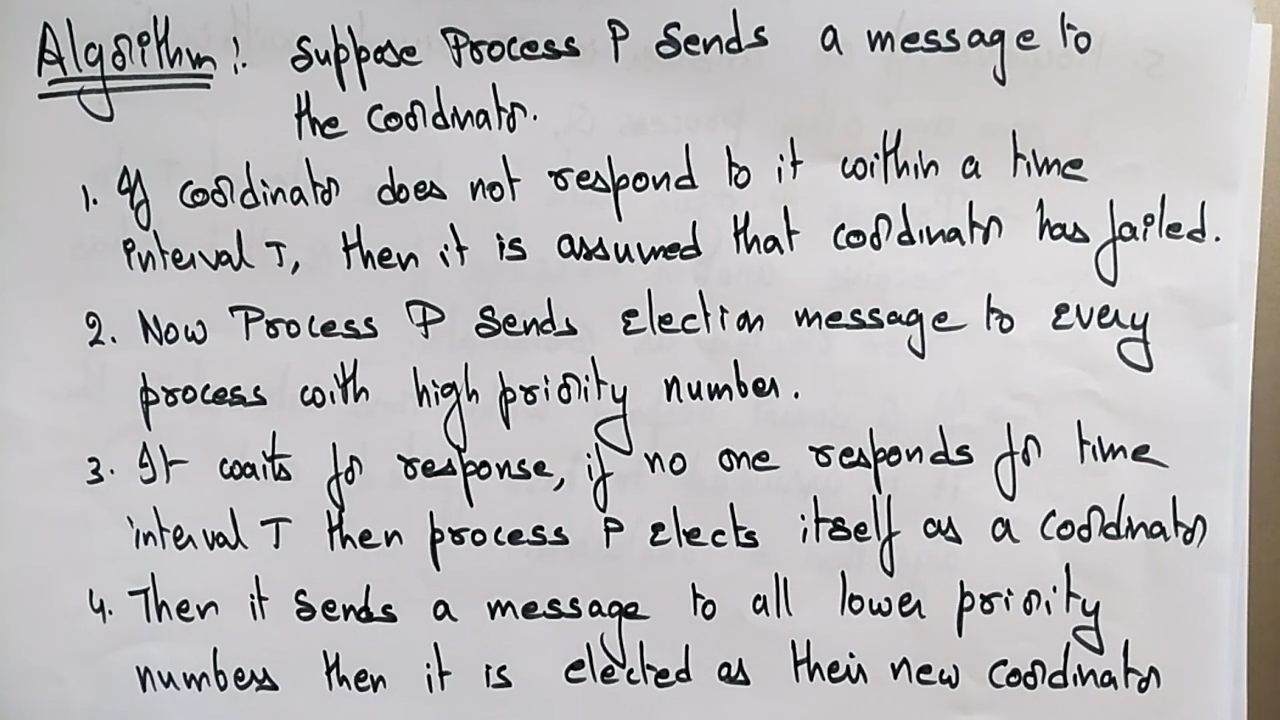 Algorithm :. Suppose Process P Sends a message to
the coordinator.
1. If coordinator does not respond to it within a time
interval T, then it is assumed that coordinator has failed.
2. Now Process P Sends Election message to Every
process with high priority number.
3. It waits for response, if no one responds for time
interval T then process P Elects itself as a coordinator
4. Then it Sends a message to all lower priority
numbers then it is elected as their new coordinator